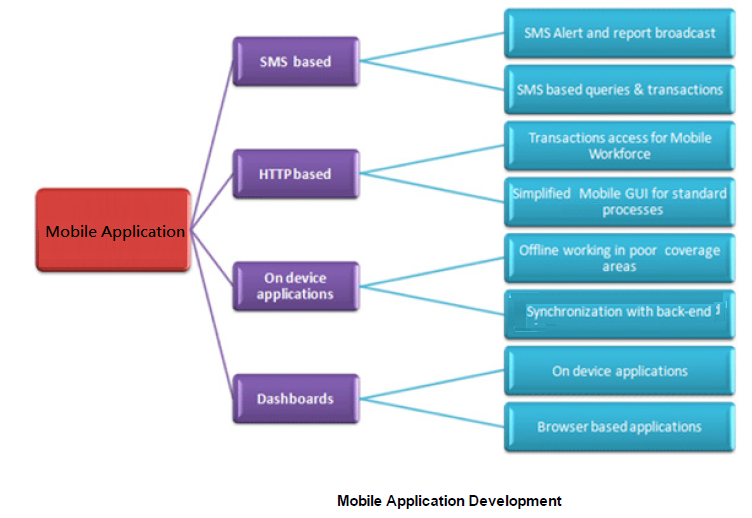 SMS Alert and report broadcast
SMS based
SMS based queries & transactions
Transactions access for Mobile
Workforce
HTTP based
Simplified Mobile GUI for standard
processes
Mobile Application
Offline working in poor coverage
areas
On device
applications
Synchronization with back-end
On device applications
Dashboards
Browser based applications
Mobile Application Development